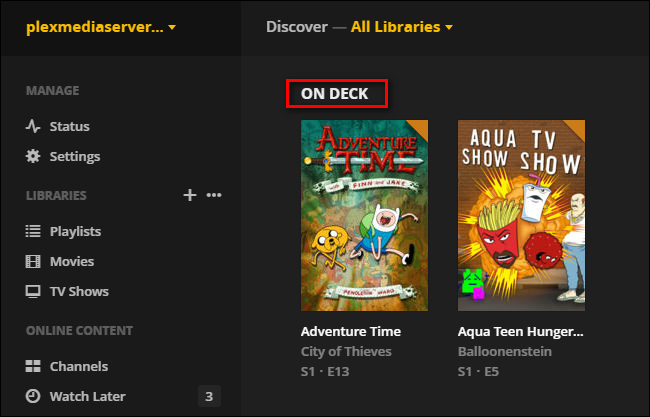 plexmediaserver...
Discover — All Libraries
MANAGE
Status
Settings
LIBRARIES
Playlists
Movies
TV Shows
ONLINE CONTENT
Channels
Watch Later 3
ON DECK
ADVENTURE
TIME
WITH
FINN AND JAKE
PENDLETON WARD
Adventure Time
City of Thieves
S1 · E13
AQUA TV
SHOW SHOW
Aqua Teen Hunger...
Balloonenstein
S1 · E5